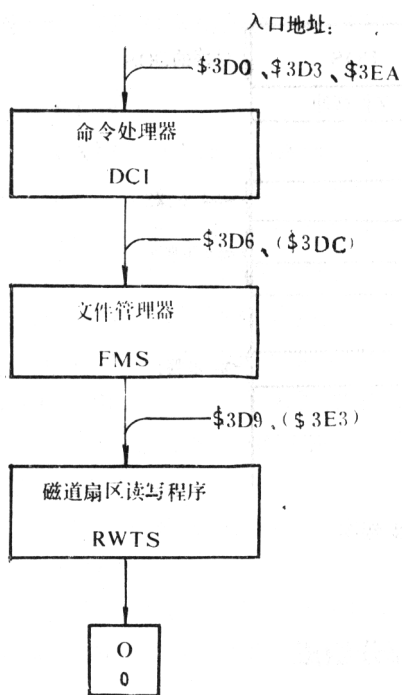 入口地址：
$3D0、$3D3、$3EA
命令处理器
DCI
$3D6、($3DC)
文件管理器
FMS
$3D9、($3E3)
磁道扇区读写程序
RWTS
O
0